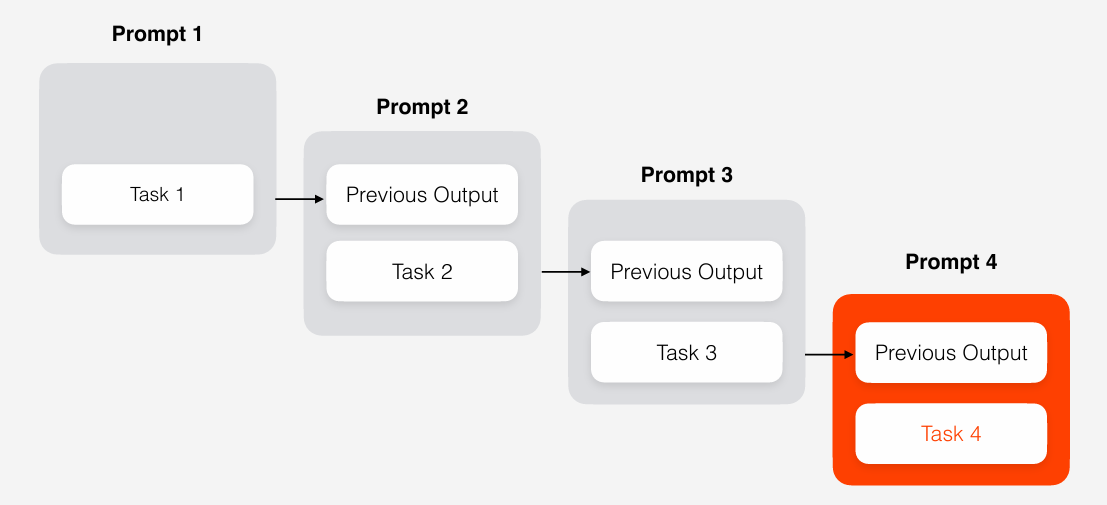 Prompt 1
Task 1
Prompt 2
Previous Output
Task 2
Prompt 3
Previous Output
Task 3
Prompt 4
Previous Output
Task 4